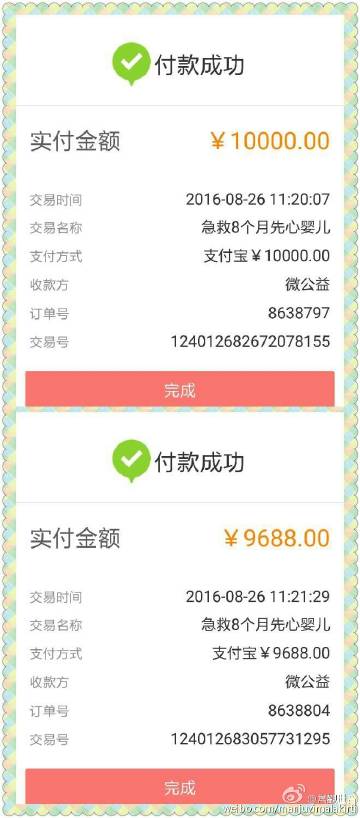 付款成功
实付金额 ￥10000.00
交易时间 2016-08-26 11:20:07
交易名称 急救8个月先心婴儿
支付方式 支付宝￥10000.00
收款方 微公益
订单号 8638797
交易号 124012682672078155
完成
付款成功
实付金额 ￥9688.00
交易时间 2016-08-26 11:21:29
交易名称 急救8个月先心婴儿
支付方式 支付宝￥9688.00
收款方 微公益
订单号 8638804
交易号 124012683057731295
完成